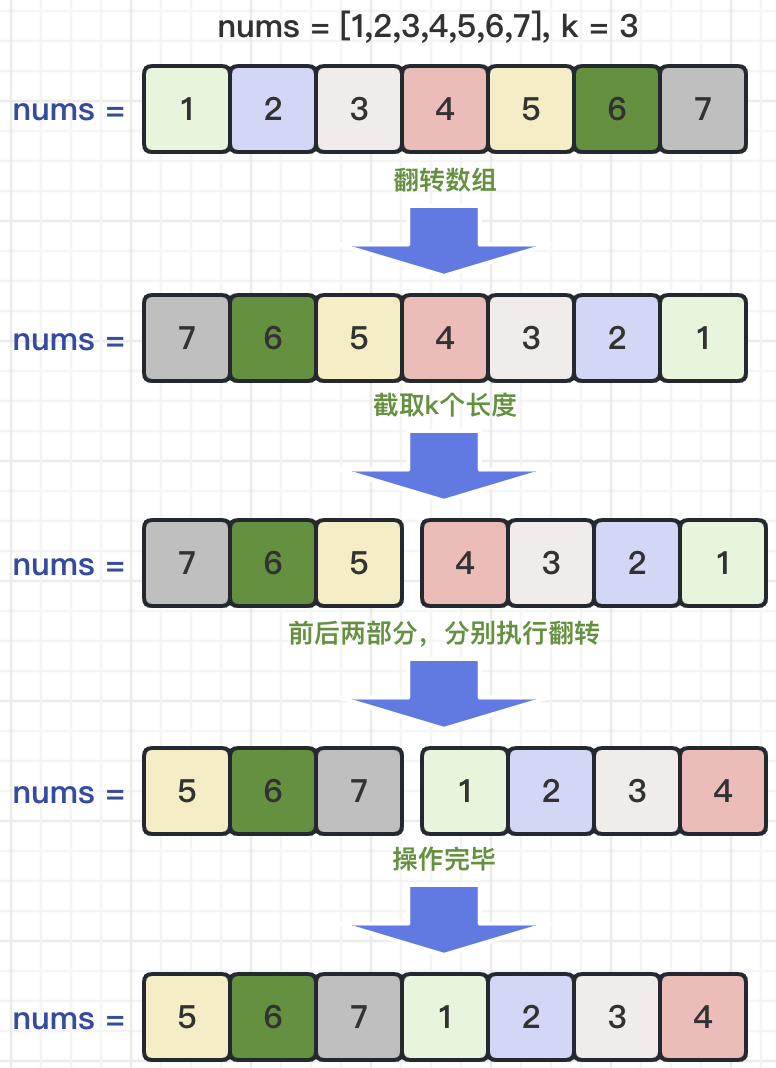 nums = [1,2,3,4,5,6,7], k = 3
nums = 1 2 3 4 5 6 7
翻转数组
nums = 7 6 5 4 3 2 1
截取k个长度
nums = 7 6 5 4 3 2 1
前后两部分，分别执行翻转
nums = 5 6 7 1 2 3 4
操作完毕
nums = 5 6 7 1 2 3 4